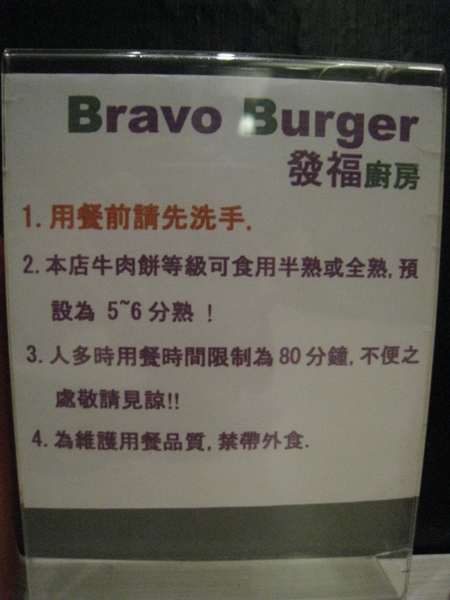 Bravo Burger
發福廚房
1. 用餐前請先洗手.
2. 本店牛肉餅等級可食用半熟或全熟, 預
設為 5~6 分熟 !
3. 人多時用餐時間限制為 80 分鐘, 不便之
處敬請見諒!!
4. 為維護用餐品質, 禁帶外食.